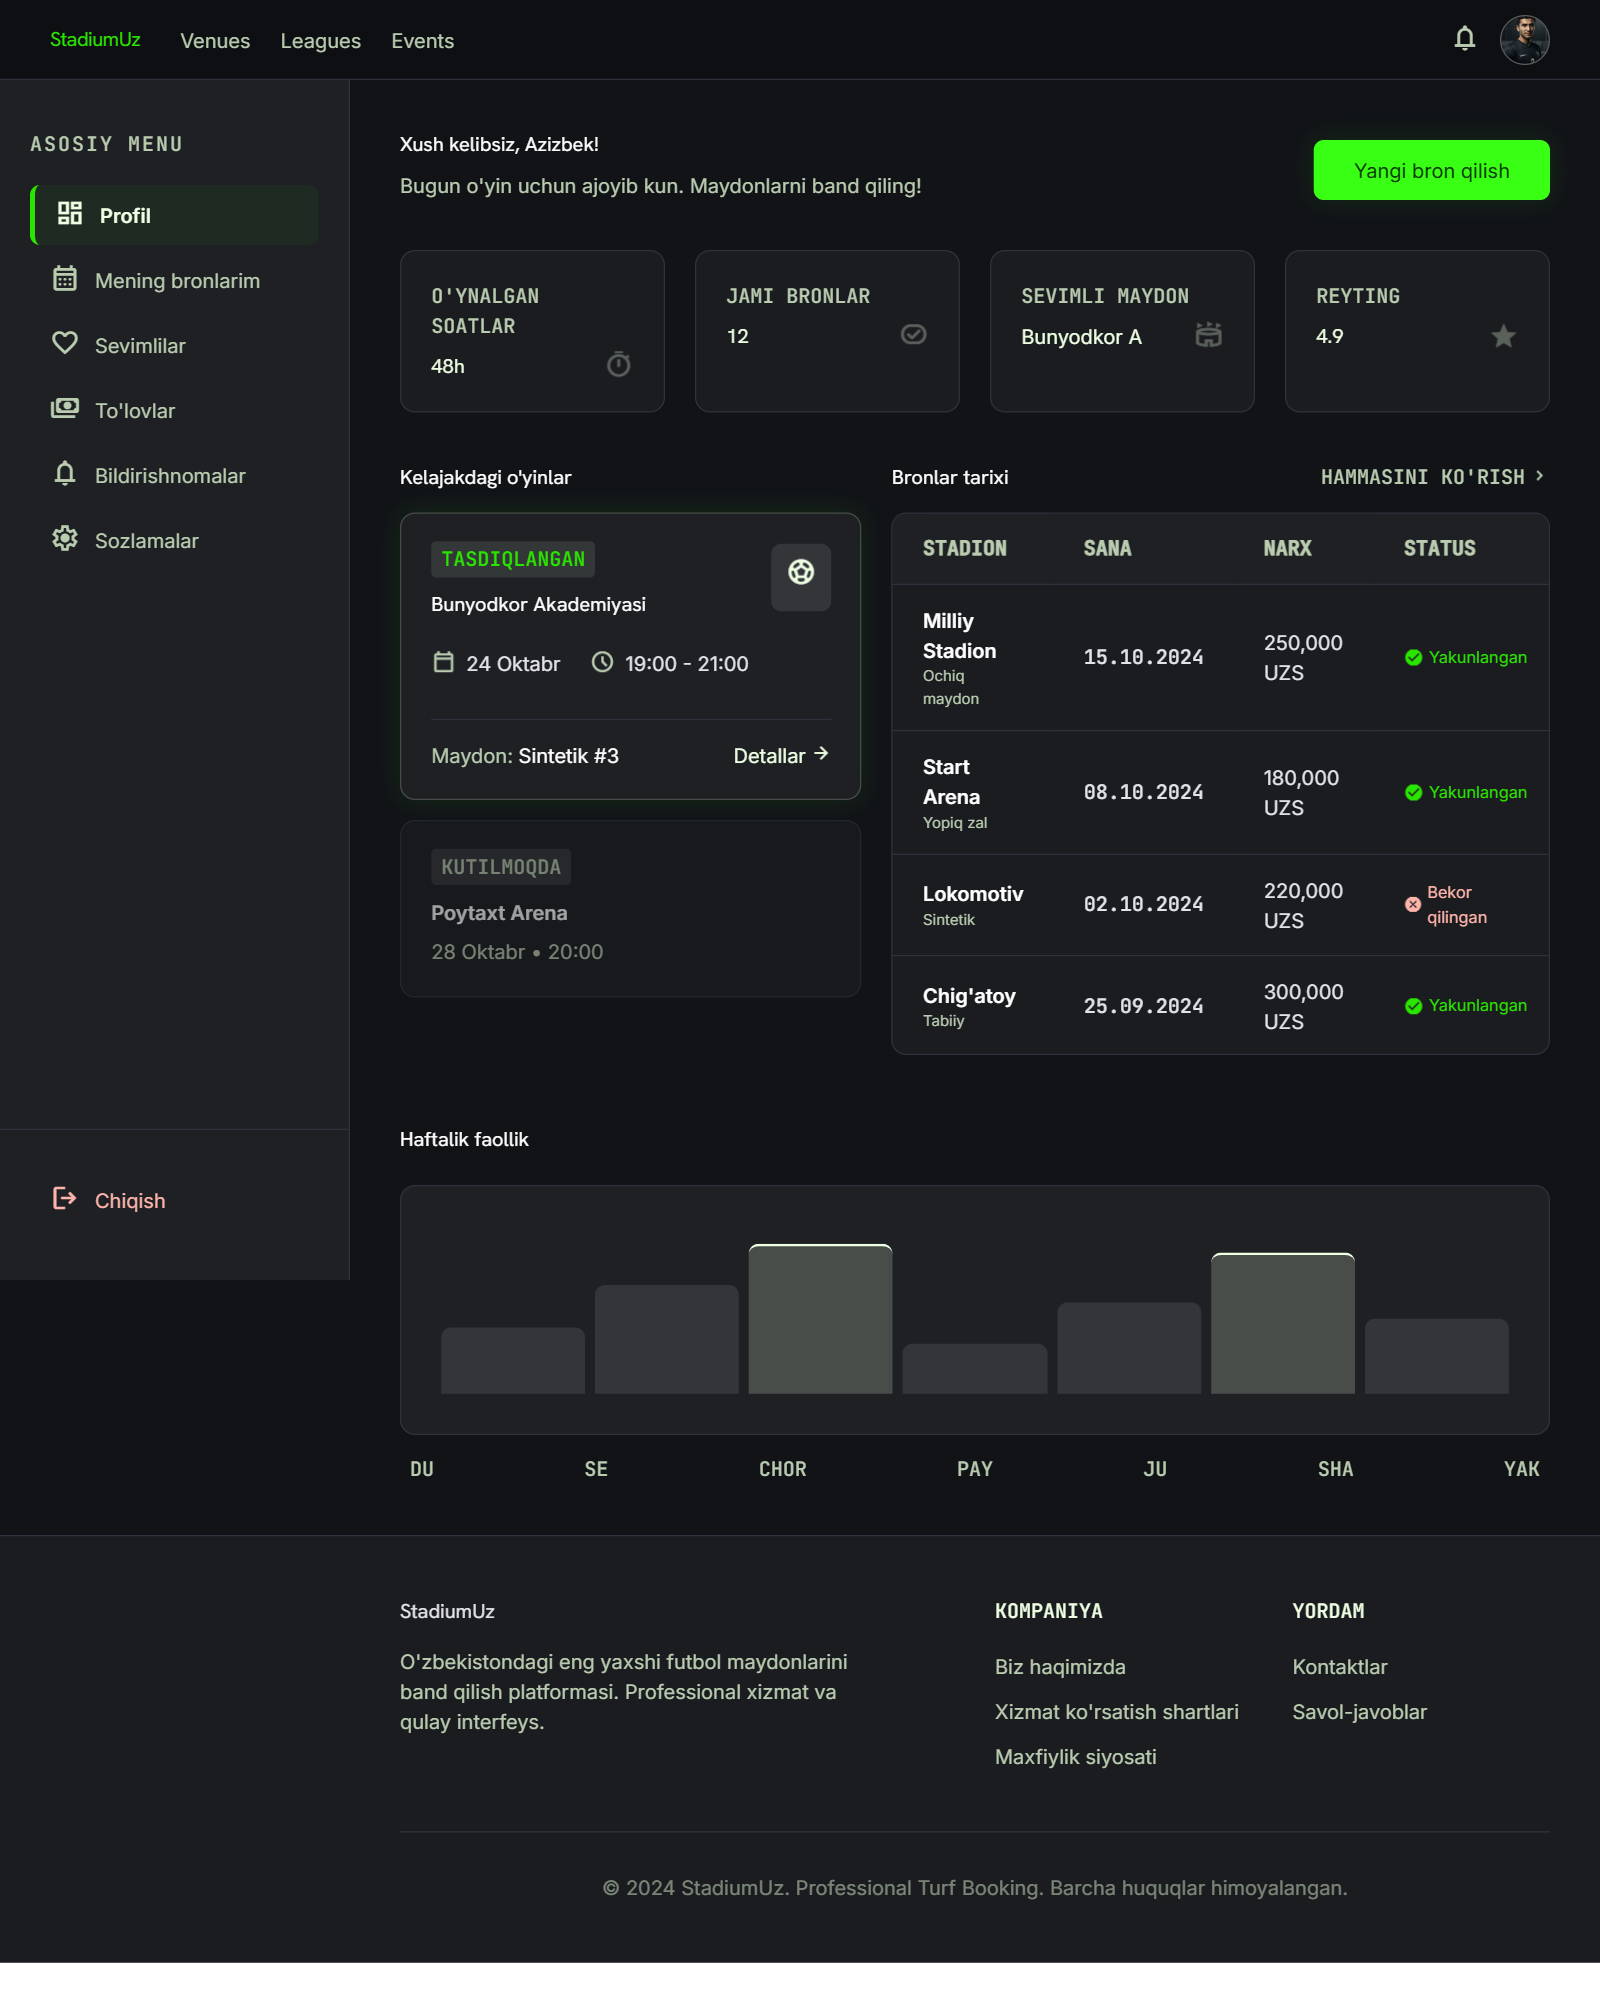 StadiumUz
Venues
Leagues
Events
ASOSIY MENU
Profil
Mening bronlarim
Sevimlilar
To'lovlar
Bildirishnomalar
Sozlamalar
Chiqish
Xush kelibsiz, Azizbek!
Bugun o'yin uchun ajoyib kun. Maydonlarni band qiling!
Yangi bron qilish
O'YNALGAN
SOATLAR
48h
JAMI BRONLAR
12
SEVIMLI MAYDON
Bunyodkor A
REYTING
4.9
Kelajakdagi o'yinlar
TASDIQLANGAN
Bunyodkor Akademiyasi
24 Oktabr
19:00 - 21:00
Maydon: Sintetik #3
Detallar
KUTILMOQDA
Poytaxt Arena
28 Oktabr • 20:00
Bronlar tarixi
HAMMASINI KO'RISH
STADION
SANA
NARX
STATUS
Milliy
Stadion
Ochiq
maydon
15.10.2024
250,000
UZS
Yakunlangan
Start
Arena
Yopiq zal
08.10.2024
180,000
UZS
Yakunlangan
Lokomotiv
Sintetik
02.10.2024
220,000
UZS
Bekor
qilingan
Chig'atoy
Tabiiy
25.09.2024
300,000
UZS
Yakunlangan
Haftalik faollik
DU
SE
CHOR
PAY
JU
SHA
YAK
StadiumUz
O'zbekistondagi eng yaxshi futbol maydonlarini
band qilish platformasi. Professional xizmat va
qulay interfeys.
KOMPANIYA
Biz haqimizda
Xizmat ko'rsatish shartlari
Maxfiylik siyosati
YORDAM
Kontaktlar
Savol-javoblar
© 2024 StadiumUz. Professional Turf Booking. Barcha huquqlar himoyalangan.